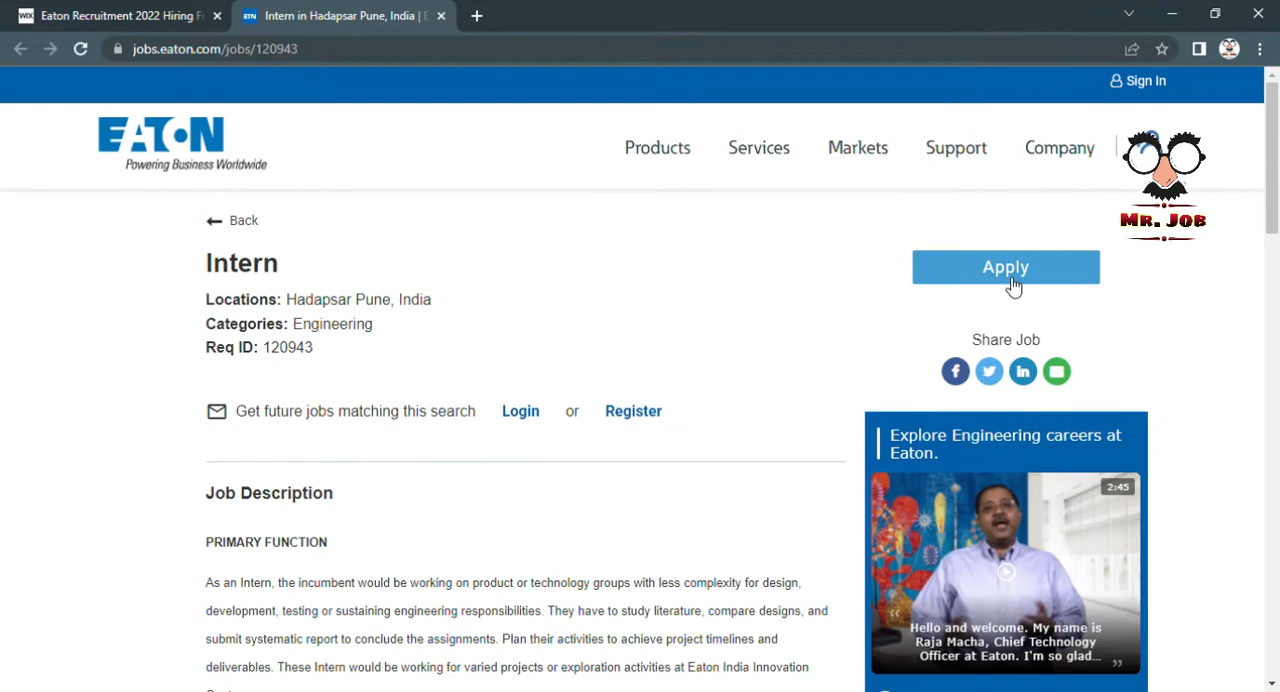 WiX Eaton Recruitment 2022 Hiring F
ETN Intern in Hadapsar Pune, India | E
jobs.eaton.com/jobs/120943
Sign In
EATON
Powering Business Worldwide
Products Services Markets Support Company
MR. JOB
Back
Intern
Apply
Locations: Hadapsar Pune, India
Categories: Engineering
Req ID: 120943
Share Job
Get future jobs matching this search Login or Register
Explore Engineering careers at
Eaton.
2:45
Job Description
PRIMARY FUNCTION
As an Intern, the incumbent would be working on product or technology groups with less complexity for design,
development, testing or sustaining engineering responsibilities. They have to study literature, compare designs, and
submit systematic report to conclude the assignments. Plan their activities to achieve project timelines and
deliverables. These Intern would be working for varied projects or exploration activities at Eaton India Innovation
“ Hello and welcome. My name is
Raja Macha, Chief Technology
Officer at Eaton. I'm so glad... ”